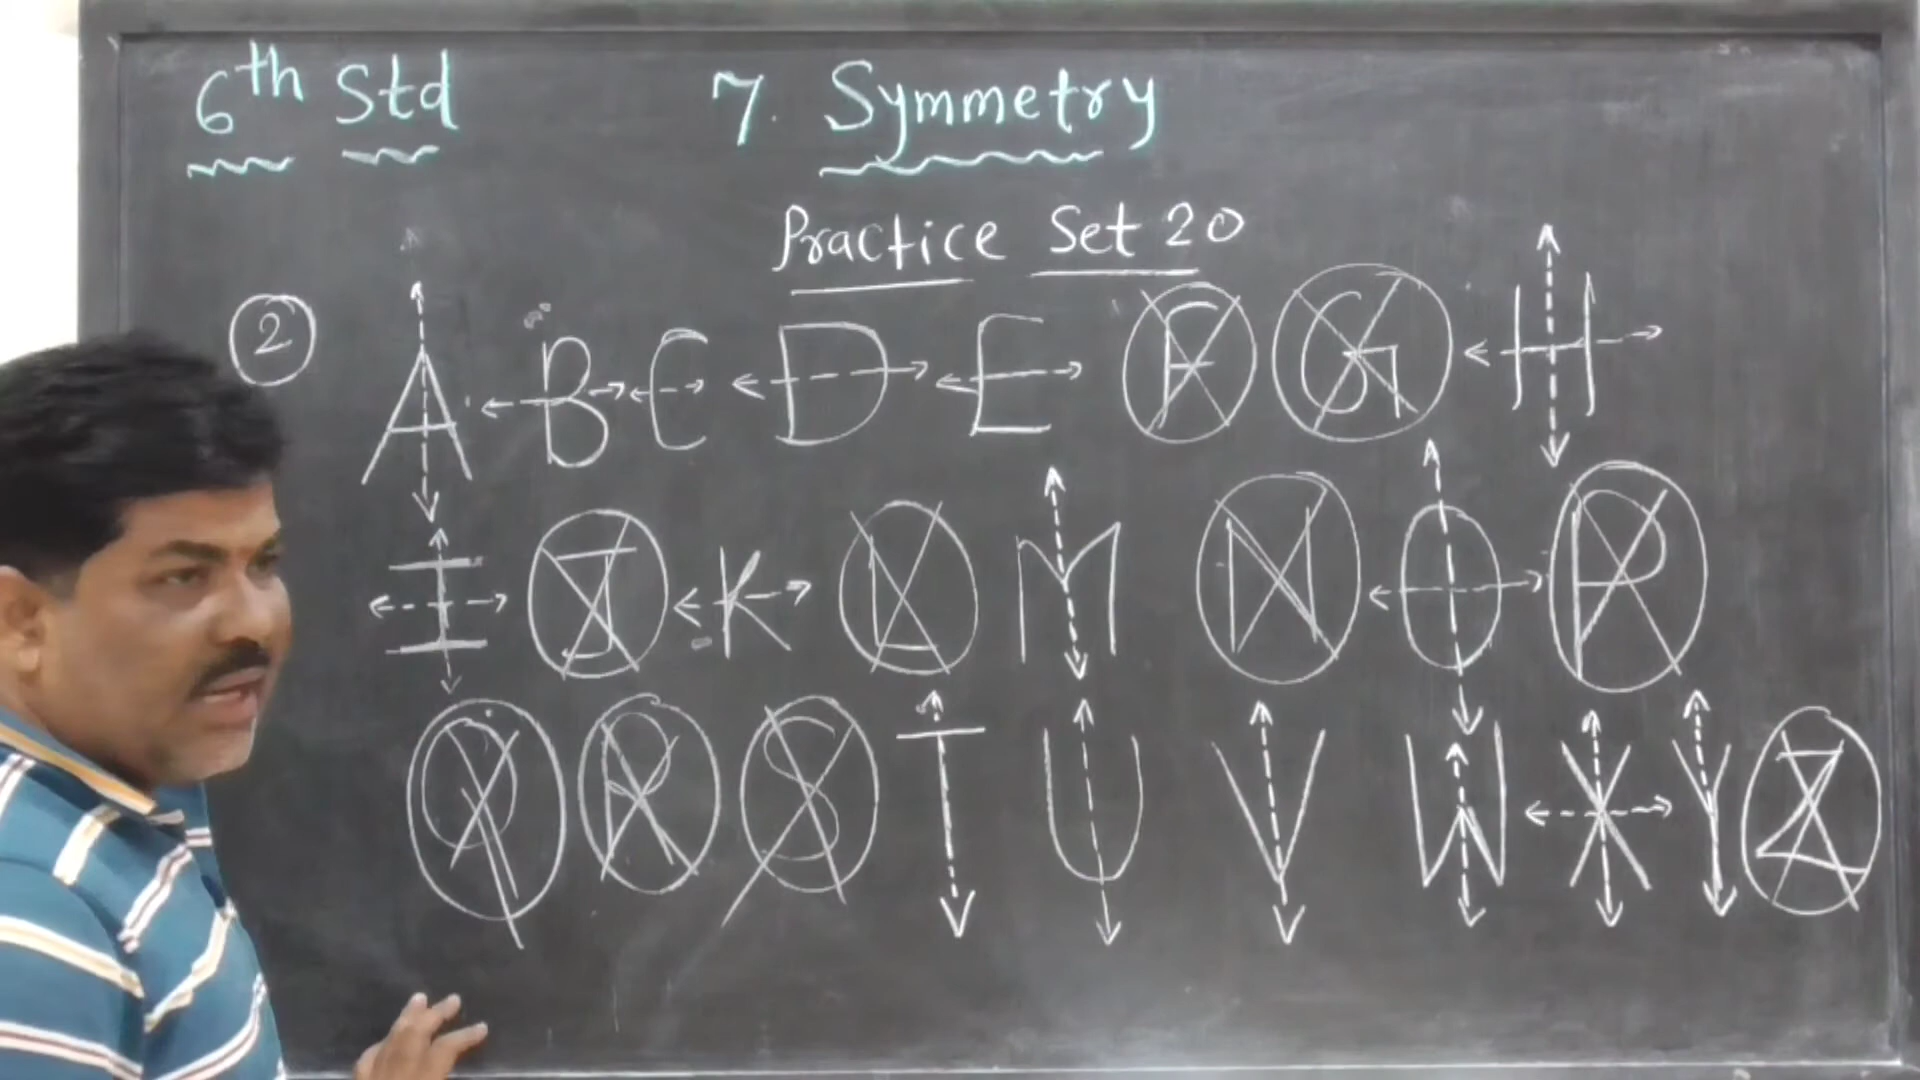 6th Std 7. Symmetry
Practice Set 20
2 A B C D E F G H
I J K L M N O P
Q R S T U V W X Y Z